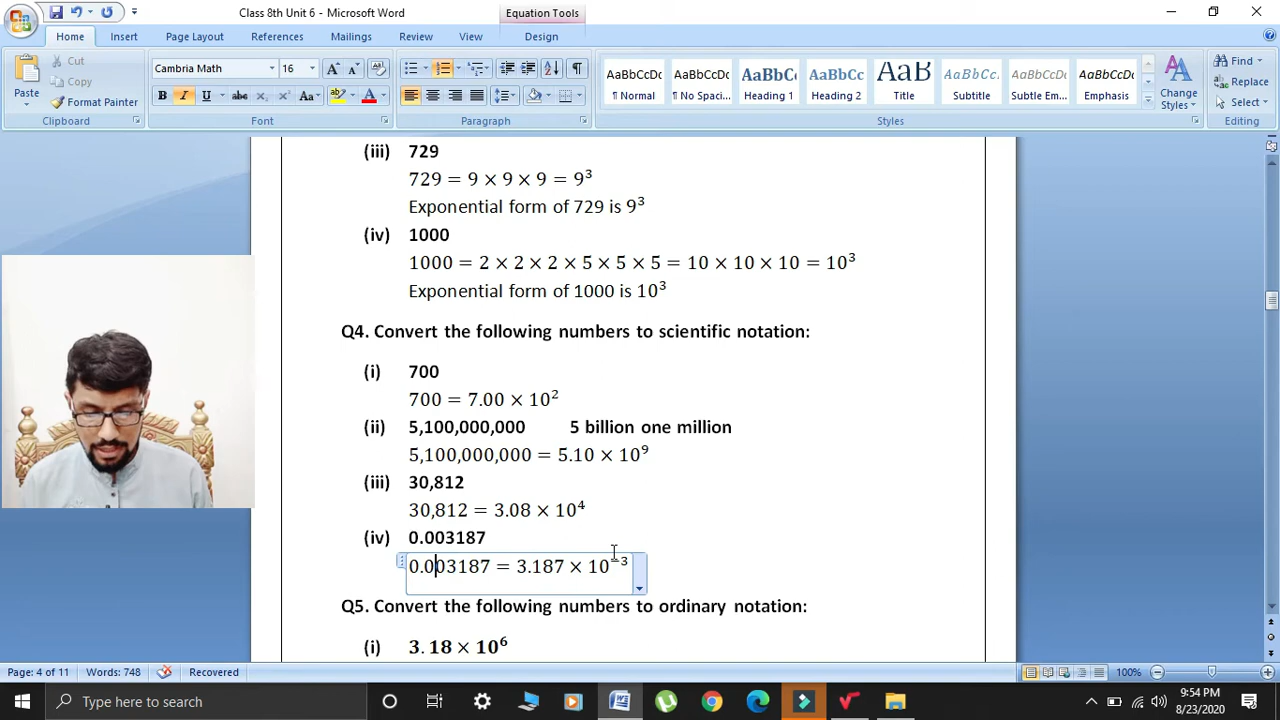 Class 8th Unit 6 - Microsoft Word
Equation Tools
Home Insert Page Layout References Mailings Review View Design
Paste
Cut
Copy
Format Painter
Clipboard
Cambria Math 16
Font
Paragraph
AaBbCcDc AaBbCcDc AaBbCc AaBbCc AaB AaBbCcL AaBbCcDc AaBbCcDc
¶ Normal ¶ No Spaci... Heading 1 Heading 2 Title Subtitle Subtle Em... Emphasis
Change Styles
Styles
Find
Replace
Select
Editing
(iii) 729
729 = 9 × 9 × 9 = 9³
Exponential form of 729 is 9³
(iv) 1000
1000 = 2 × 2 × 2 × 5 × 5 × 5 = 10 × 10 × 10 = 10³
Exponential form of 1000 is 10³
Q4. Convert the following numbers to scientific notation:
(i) 700
700 = 7.00 × 10²
(ii) 5,100,000,000 5 billion one million
5,100,000,000 = 5.10 × 10⁹
(iii) 30,812
30,812 = 3.08 × 10⁴
(iv) 0.003187
0.003187 = 3.187 × 10⁻³
Q5. Convert the following numbers to ordinary notation:
(i) 3.18 × 10⁶
Page: 4 of 11 Words: 748 Recovered 100%
Type here to search
9:54 PM
8/23/2020